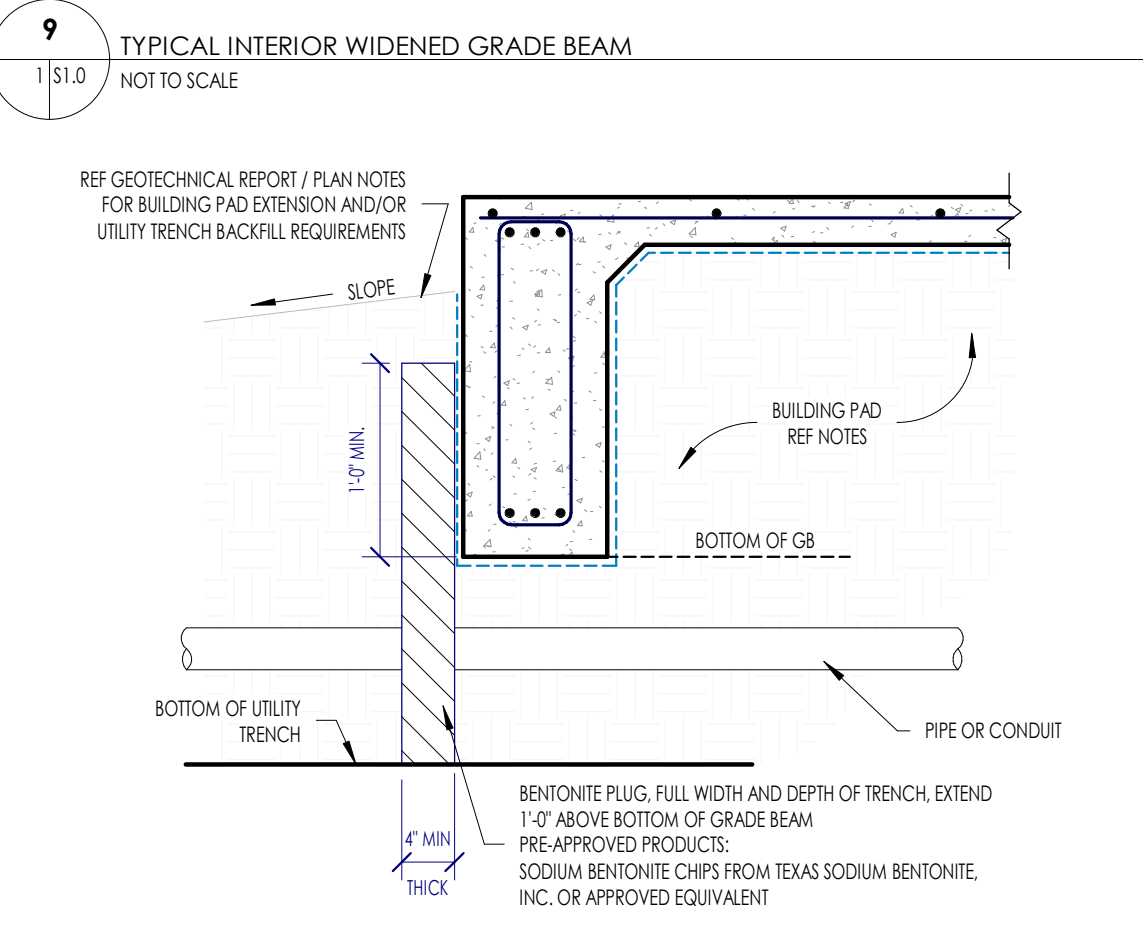 9
1 S1.0
TYPICAL INTERIOR WIDENED GRADE BEAM
NOT TO SCALE
REF GEOTECHNICAL REPORT / PLAN NOTES
FOR BUILDING PAD EXTENSION AND/OR
UTILITY TRENCH BACKFILL REQUIREMENTS
SLOPE
1'-0" MIN.
BUILDING PAD
REF NOTES
BOTTOM OF GB
BOTTOM OF UTILITY
TRENCH
PIPE OR CONDUIT
4" MIN
THICK
BENTONITE PLUG, FULL WIDTH AND DEPTH OF TRENCH, EXTEND
1'-0" ABOVE BOTTOM OF GRADE BEAM
PRE-APPROVED PRODUCTS:
SODIUM BENTONITE CHIPS FROM TEXAS SODIUM BENTONITE,
INC. OR APPROVED EQUIVALENT